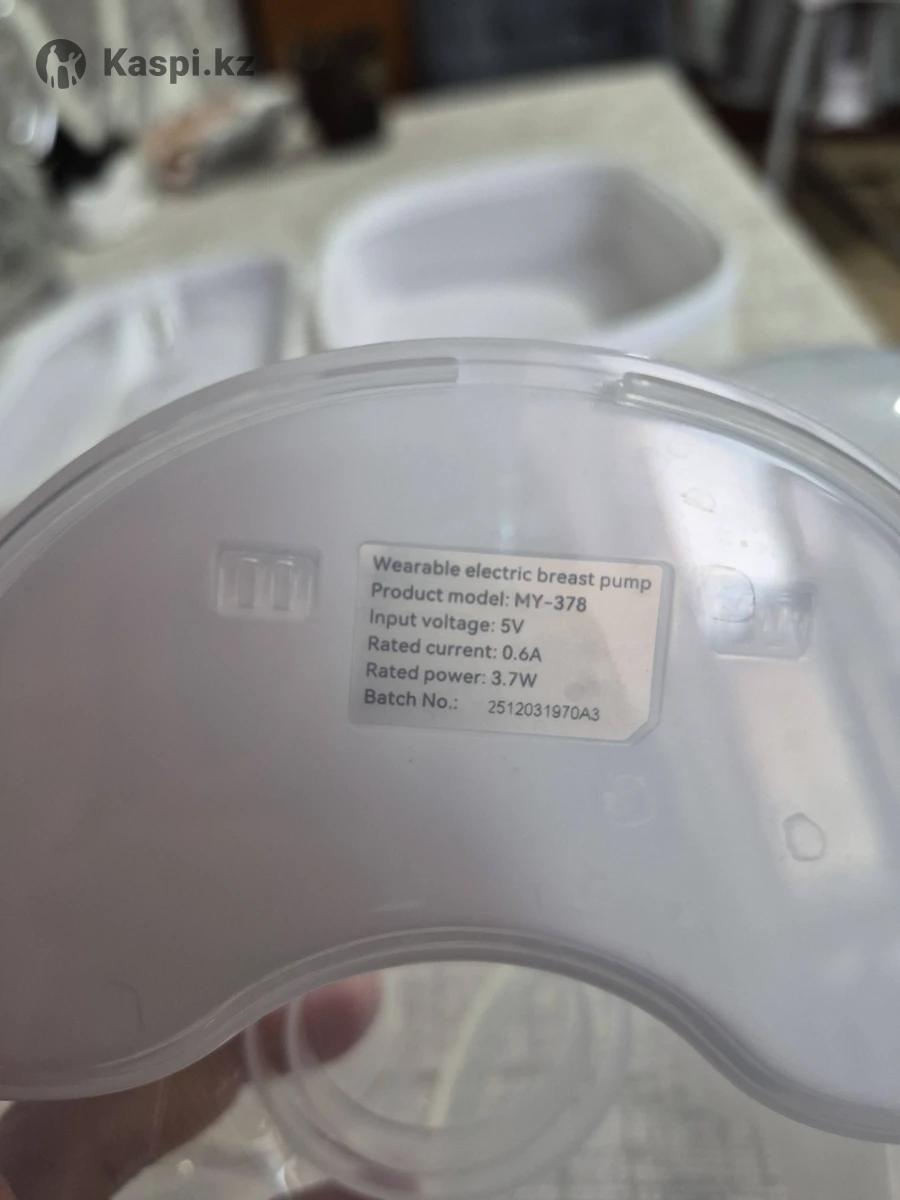 Kaspi.kz
Wearable electric breast pump
Product model: MY-378
Input voltage: 5V
Rated current: 0.6A
Rated power: 3.7W
Batch No.: 2512031970A3